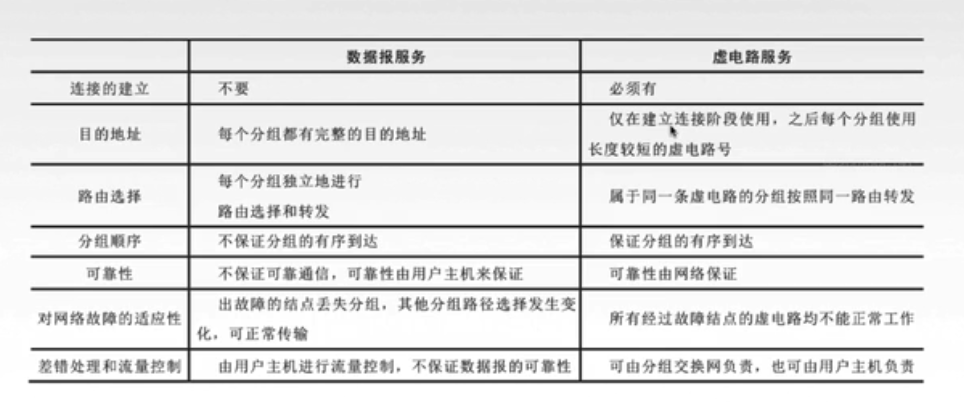 数据报服务 虚电路服务
连接的建立 不要 必须有
目的地址 每个分组都有完整的目的地址 仅在建立连接阶段使用，之后每个分组使用
长度较短的虚电路号
路由选择 每个分组独立地进行
路由选择和转发 属于同一条虚电路的分组按照同一路由转发
分组顺序 不保证分组的有序到达 保证分组的有序到达
可靠性 不保证可靠通信，可靠性由用户主机来保证 可靠性由网络保证
对网络故障的适应性 出故障的结点丢失分组，其他分组路径选择发生变
化，可正常传输 所有经过故障结点的虚电路均不能正常工作
差错处理和流量控制 由用户主机进行流量控制，不保证数据报的可靠性 可由分组交换网负责，也可由用户主机负责